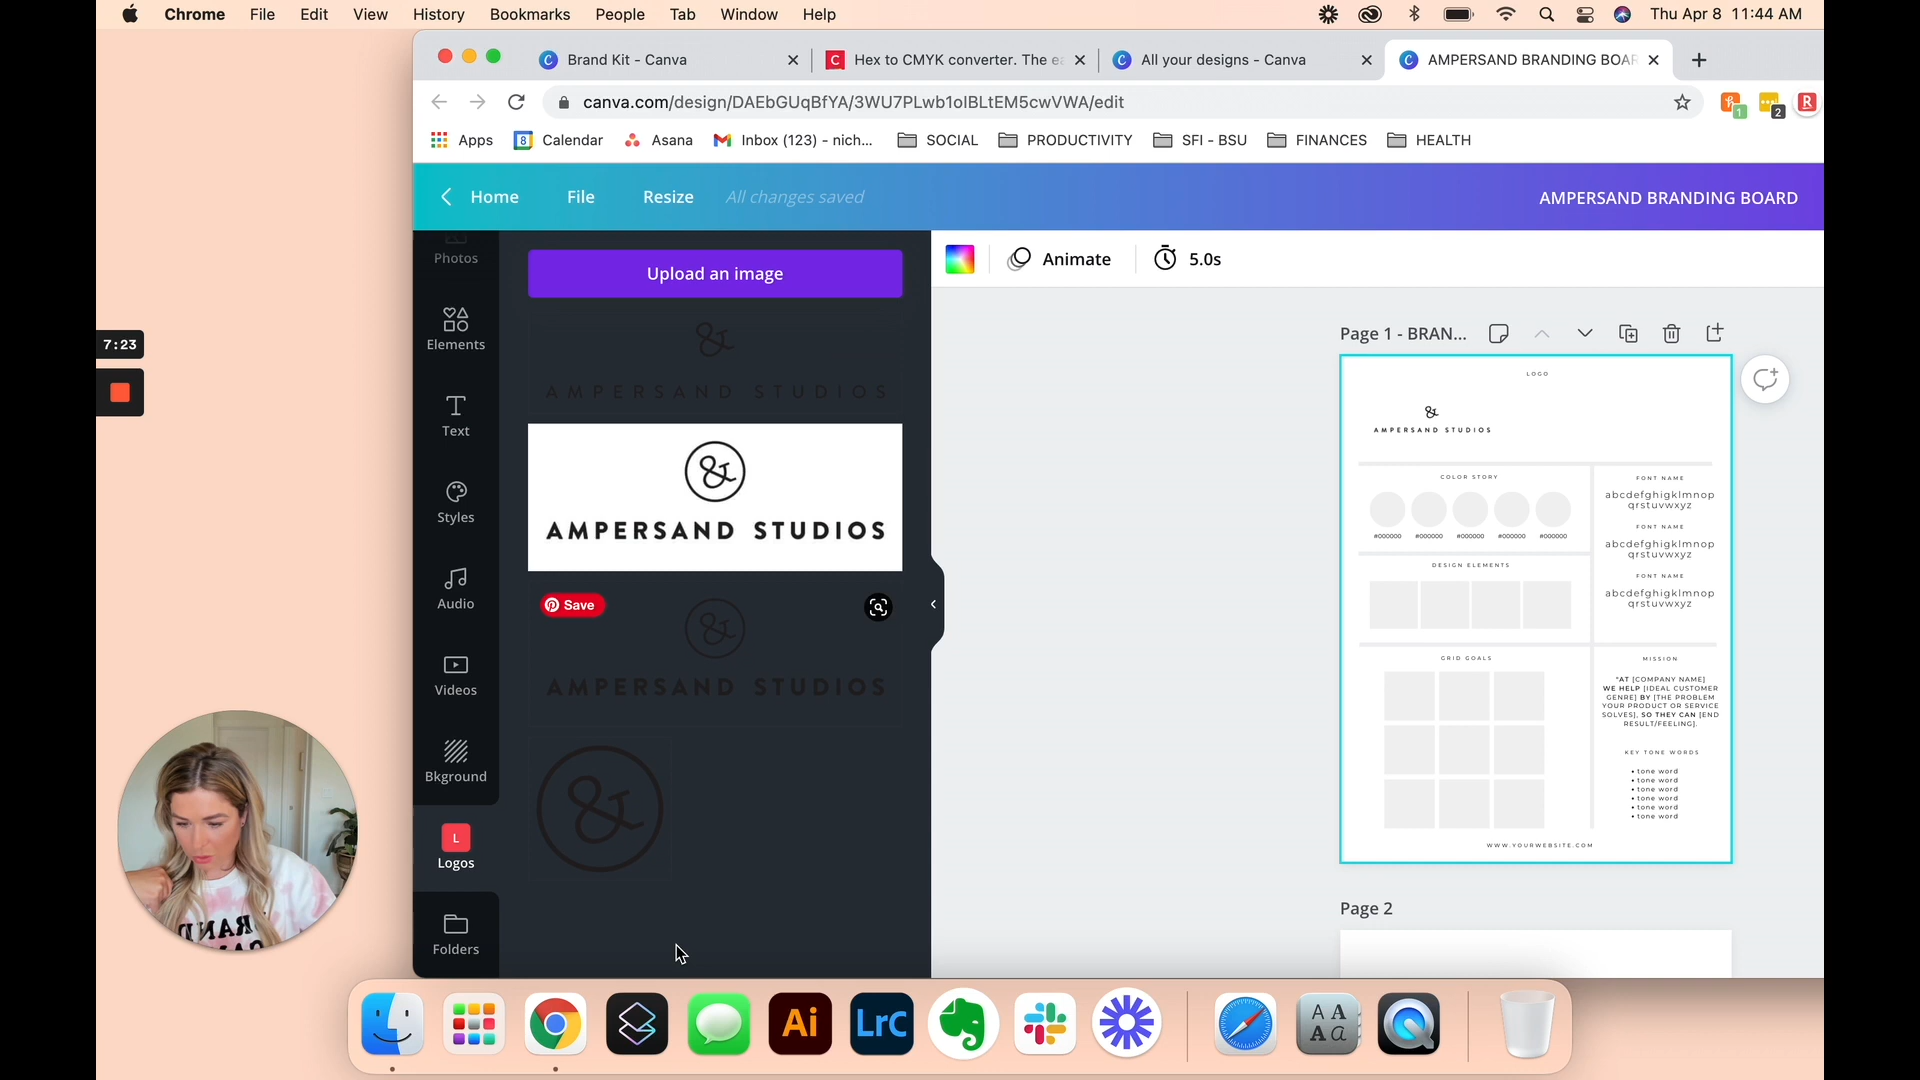 Chrome File Edit View History Bookmarks People Tab Window Help
Thu Apr 8 11:44 AM
Brand Kit - Canva
Hex to CMYK converter. The ea
All your designs - Canva
AMPERSAND BRANDING BOAR
canva.com/design/DAEbGUqBfYA/3WU7PLwb1oIBLtEM5cwVWA/edit
1
2
Apps
8
Calendar
Asana
Inbox (123) - nich...
SOCIAL
PRODUCTIVITY
SFI - BSU
FINANCES
HEALTH
Home
File
Resize
All changes saved
AMPERSAND BRANDING BOARD
Photos
Elements
Text
Styles
Audio
Videos
Bkground
L
Logos
Folders
7:23
Upload an image
&
AMPERSAND STUDIOS
&
AMPERSAND STUDIOS
Save
&
AMPERSAND STUDIOS
&
Animate
5.0s
Page 1 - BRAN...
LOGO
&
AMPERSAND STUDIOS
COLOR STORY
#000000 #000000 #000000 #000000 #000000
DESIGN ELEMENTS
GRID GOALS
FONT NAME
abcdefghigklmnop
qrstuvwxyz
FONT NAME
abcdefghigklmnop
qrstuvwxyz
FONT NAME
abcdefghigklmnop
qrstuvwxyz
MISSION
"AT [COMPANY NAME]
WE HELP [IDEAL CUSTOMER
GENRE] BY [THE PROBLEM
YOUR PRODUCT OR SERVICE
SOLVES], SO THEY CAN [END
RESULT/FEELING].
KEY TONE WORDS
• tone word
• tone word
• tone word
• tone word
• tone word
• tone word
WWW.YOURWEBSITE.COM
Page 2
Ai
LrC
A A
A a